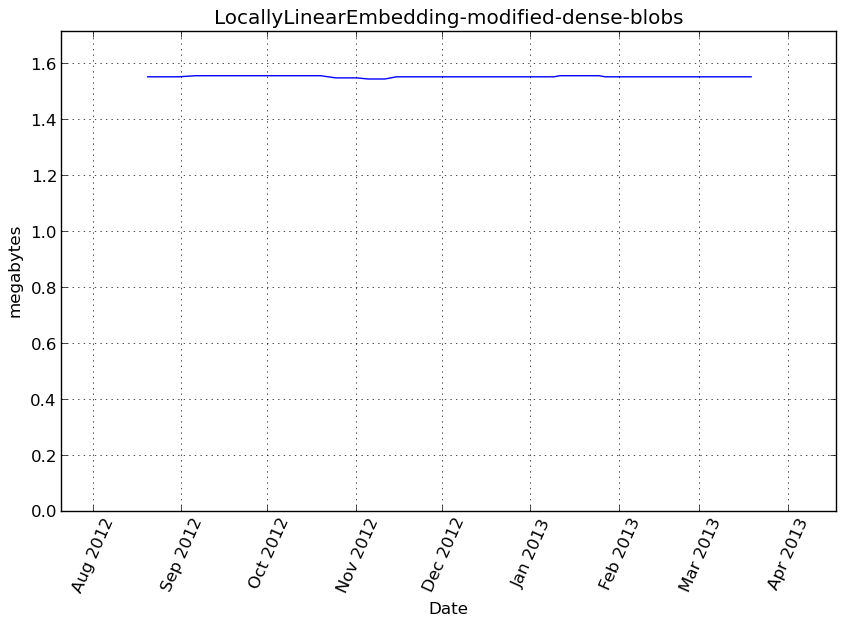 LocallyLinearEmbedding-modified-dense-blobs
megabytes
1.6
1.4
1.2
1.0
0.8
0.6
0.4
0.2
0.0
Aug 2012
Sep 2012
Oct 2012
Nov 2012
Dec 2012
Jan 2013
Feb 2013
Mar 2013
Apr 2013
Date